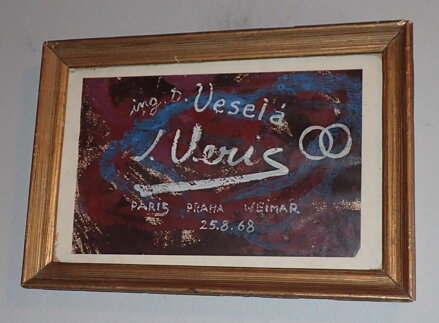 ing. D. Veselá
J. Veris
PARIS PRAHA WEIMAR
25.8.68